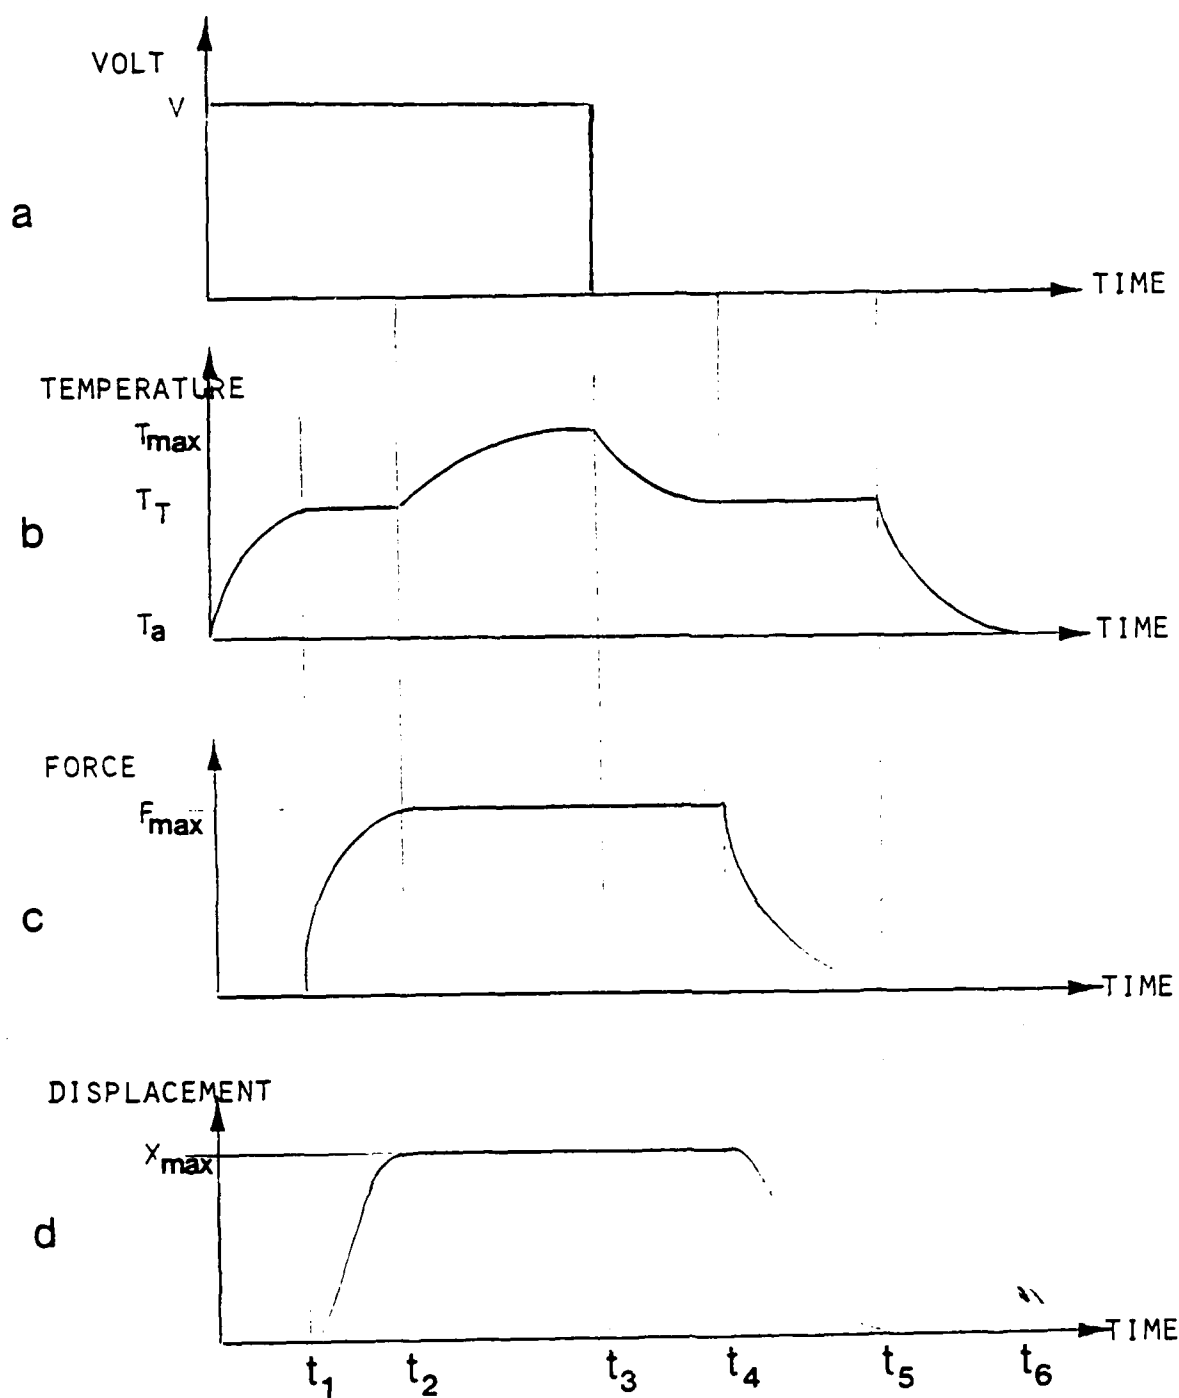 VOLT
V
a
TIME
TEMPERATURE
Tmax
TT
b
Ta
TIME
FORCE
Fmax
c
TIME
DISPLACEMENT
Xmax
d
TIME
t1 t2 t3 t4 t5 t6